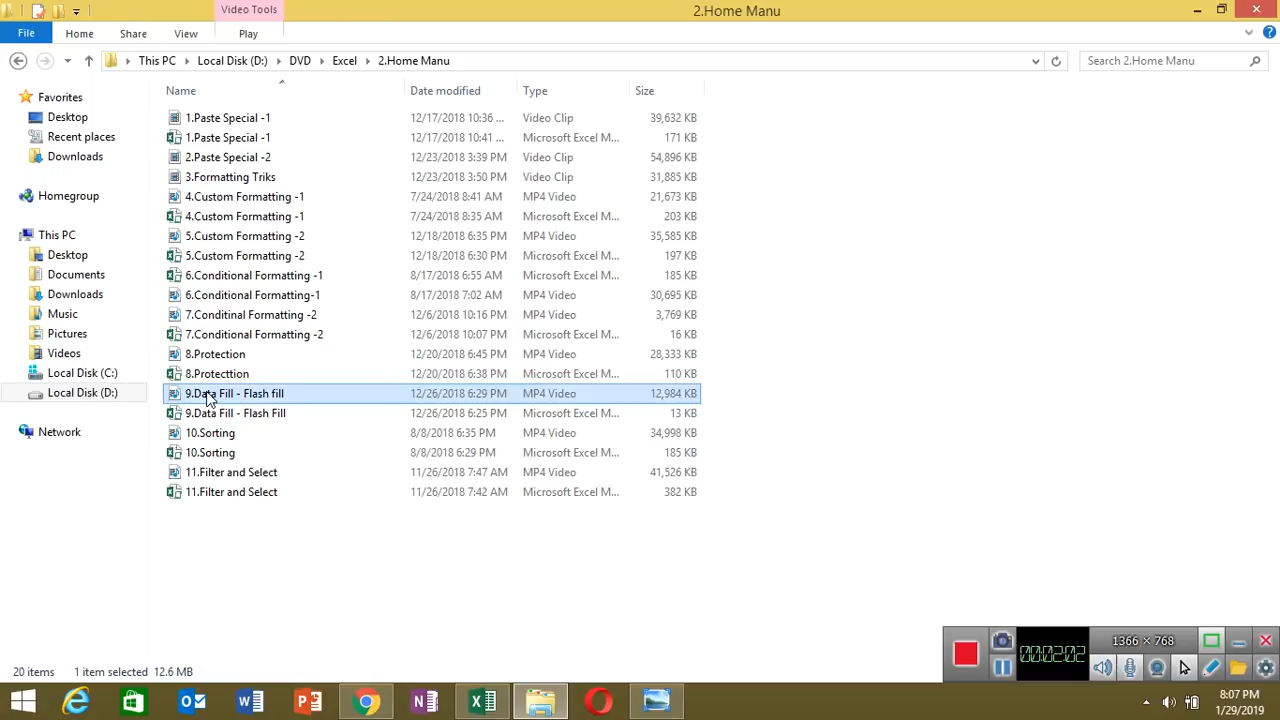 Video Tools
2.Home Manu
File Home Share View Play
This PC Local Disk (D:) DVD Excel 2.Home Manu
Search 2.Home Manu
Name Date modified Type Size
Favorites
Desktop
Recent places
Downloads
Homegroup
This PC
Desktop
Documents
Downloads
Music
Pictures
Videos
Local Disk (C:)
Local Disk (D:)
Network
1.Paste Special -1 12/17/2018 10:36 ... Video Clip 39,632 KB
1.Paste Special -1 12/17/2018 10:41 ... Microsoft Excel M... 171 KB
2.Paste Special -2 12/23/2018 3:39 PM Video Clip 54,896 KB
3.Formatting Triks 12/23/2018 3:50 PM Video Clip 31,885 KB
4.Custom Formatting -1 7/24/2018 8:41 AM MP4 Video 21,673 KB
4.Custom Formatting -1 7/24/2018 8:35 AM Microsoft Excel M... 203 KB
5.Custom Formatting -2 12/18/2018 6:35 PM MP4 Video 35,585 KB
5.Custom Formatting -2 12/18/2018 6:30 PM Microsoft Excel M... 197 KB
6.Conditional Formatting -1 8/17/2018 6:55 AM Microsoft Excel M... 185 KB
6.Conditional Formatting-1 8/17/2018 7:02 AM MP4 Video 30,695 KB
7.Conditional Formatting -2 12/6/2018 10:16 PM MP4 Video 3,769 KB
7.Conditional Formatting -2 12/6/2018 10:07 PM Microsoft Excel M... 16 KB
8.Protection 12/20/2018 6:45 PM MP4 Video 28,333 KB
8.Protecttion 12/20/2018 6:38 PM Microsoft Excel M... 110 KB
9.Data Fill - Flash fill 12/26/2018 6:29 PM MP4 Video 12,984 KB
9.Data Fill - Flash Fill 12/26/2018 6:25 PM Microsoft Excel M... 13 KB
10.Sorting 8/8/2018 6:35 PM MP4 Video 34,998 KB
10.Sorting 8/8/2018 6:29 PM Microsoft Excel M... 185 KB
11.Filter and Select 11/26/2018 7:47 AM MP4 Video 41,526 KB
11.Filter and Select 11/26/2018 7:42 AM Microsoft Excel M... 382 KB
00:02:02
1366 × 768
20 items 1 item selected 12.6 MB
8:07 PM
1/29/2019